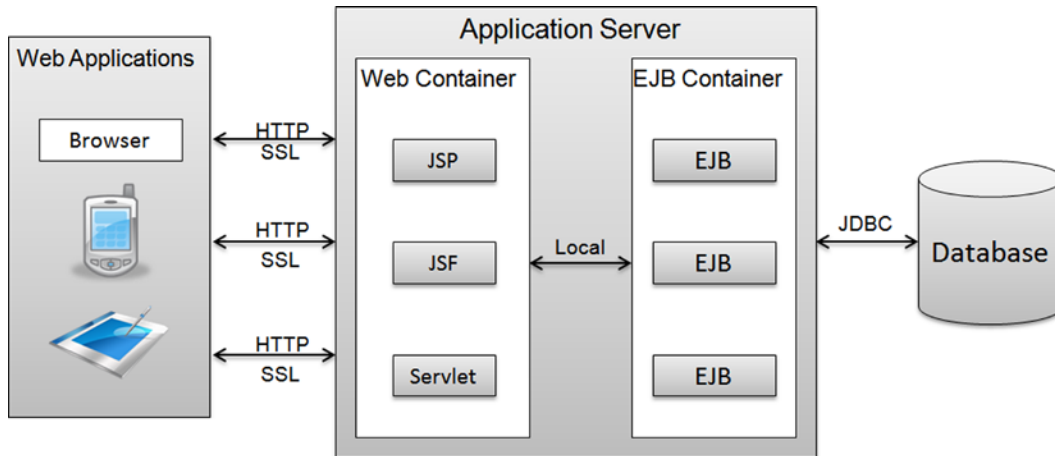 Application Server
Web Applications
Web Container
EJB Container
Browser
HTTP
SSL
JSP
EJB
HTTP
SSL
JSF
Local
EJB
JDBC
Database
HTTP
SSL
Servlet
EJB